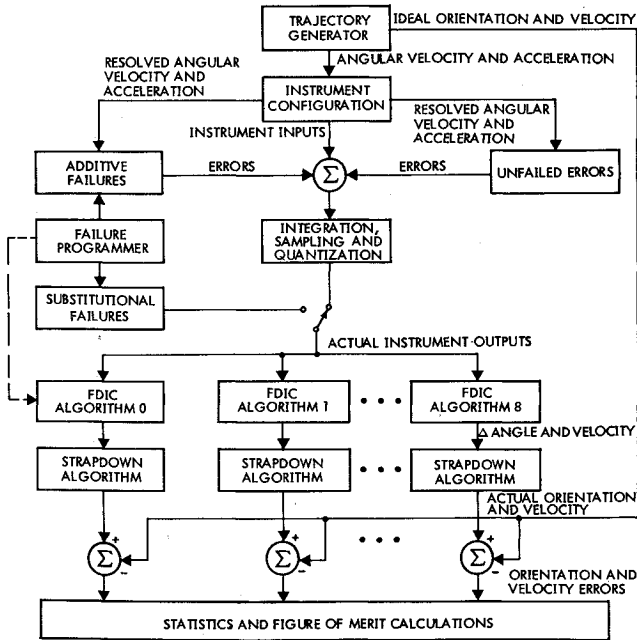 TRAJECTORY
GENERATOR
IDEAL ORIENTATION AND VELOCITY
ANGULAR VELOCITY AND ACCELERATION
RESOLVED ANGULAR
VELOCITY AND
ACCELERATION
INSTRUMENT
CONFIGURATION
RESOLVED ANGULAR
VELOCITY AND
ACCELERATION
INSTRUMENT INPUTS
ADDITIVE
FAILURES
ERRORS
Σ
ERRORS
UNFAILED ERRORS
FAILURE
PROGRAMMER
INTEGRATION,
SAMPLING AND
QUANTIZATION
SUBSTITUTIONAL
FAILURES
ACTUAL INSTRUMENT OUTPUTS
FDIC
ALGORITHM 0
FDIC
ALGORITHM 1
• • •
FDIC
ALGORITHM 8
Δ ANGLE AND VELOCITY
STRAPDOWN
ALGORITHM
STRAPDOWN
ALGORITHM
• • •
STRAPDOWN
ALGORITHM
ACTUAL ORIENTATION
AND VELOCITY
Σ
+
-
Σ
+
-
• • •
Σ
+
-
ORIENTATION AND
VELOCITY ERRORS
STATISTICS AND FIGURE OF MERIT CALCULATIONS